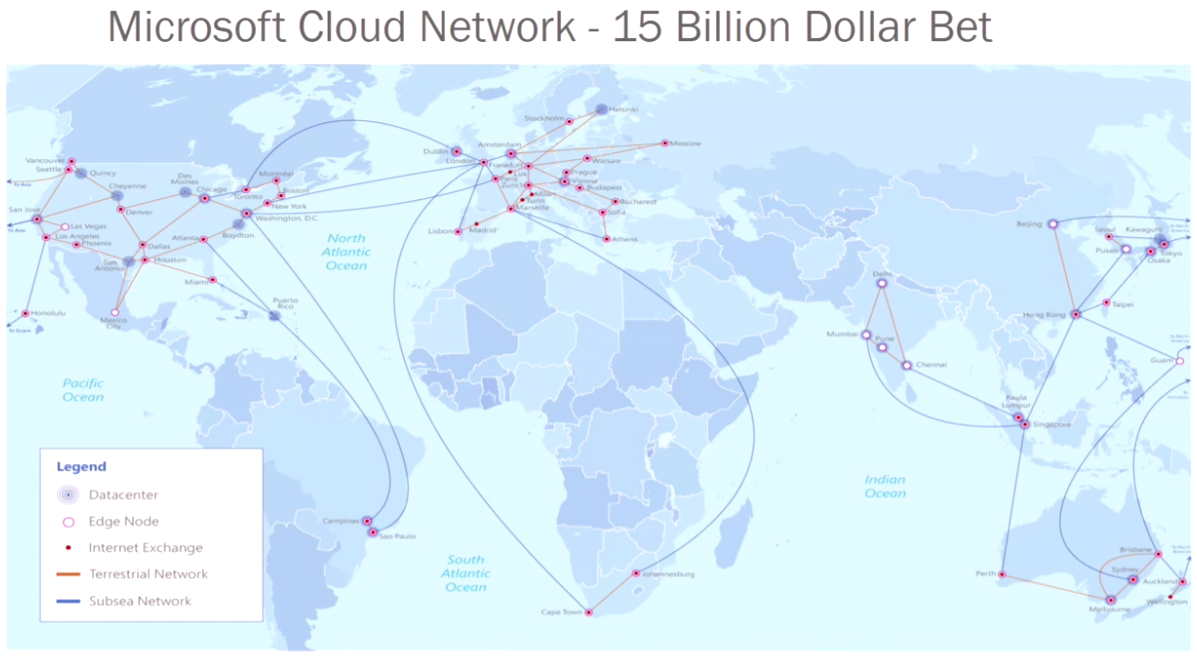 Microsoft Cloud Network - 15 Billion Dollar Bet
Helsinki
Stockholm
Moscow
Amsterdam
Dublin
London
Frankfurt
Warsaw
Prague
Vienna
Budapest
Paris
Zurich
Milan
Turin
Marseille
Bucharest
Sofia
Athens
Lisbon
Madrid
Vancouver
Seattle
Quincy
Cheyenne
Des
Moines
Chicago
Montréal
Toronto
Boston
New York
Washington, D.C.
Boydton
Denver
San Jose
Las Vegas
Los Angeles
Phoenix
Dallas
Atlanta
San
Antonio
Houston
Miami
Mexico
City
Puerto
Rico
Honolulu
To Asia
To Asia
To Guam
North
Atlantic
Ocean
Pacific
Ocean
Beijing
Seoul
Kawaguchi
Pusan
Tokyo
Osaka
Taipei
Hong Kong
Guam
Delhi
Mumbai
Pune
Chennai
Kuala
Lumpur
Singapore
Indian
Ocean
Legend
Datacenter
Edge Node
Internet Exchange
Terrestrial Network
Subsea Network
Campinas
Sao Paulo
South
Atlantic
Ocean
Johannesburg
Cape Town
Perth
Brisbane
Sydney
Melbourne
Auckland
Wellington